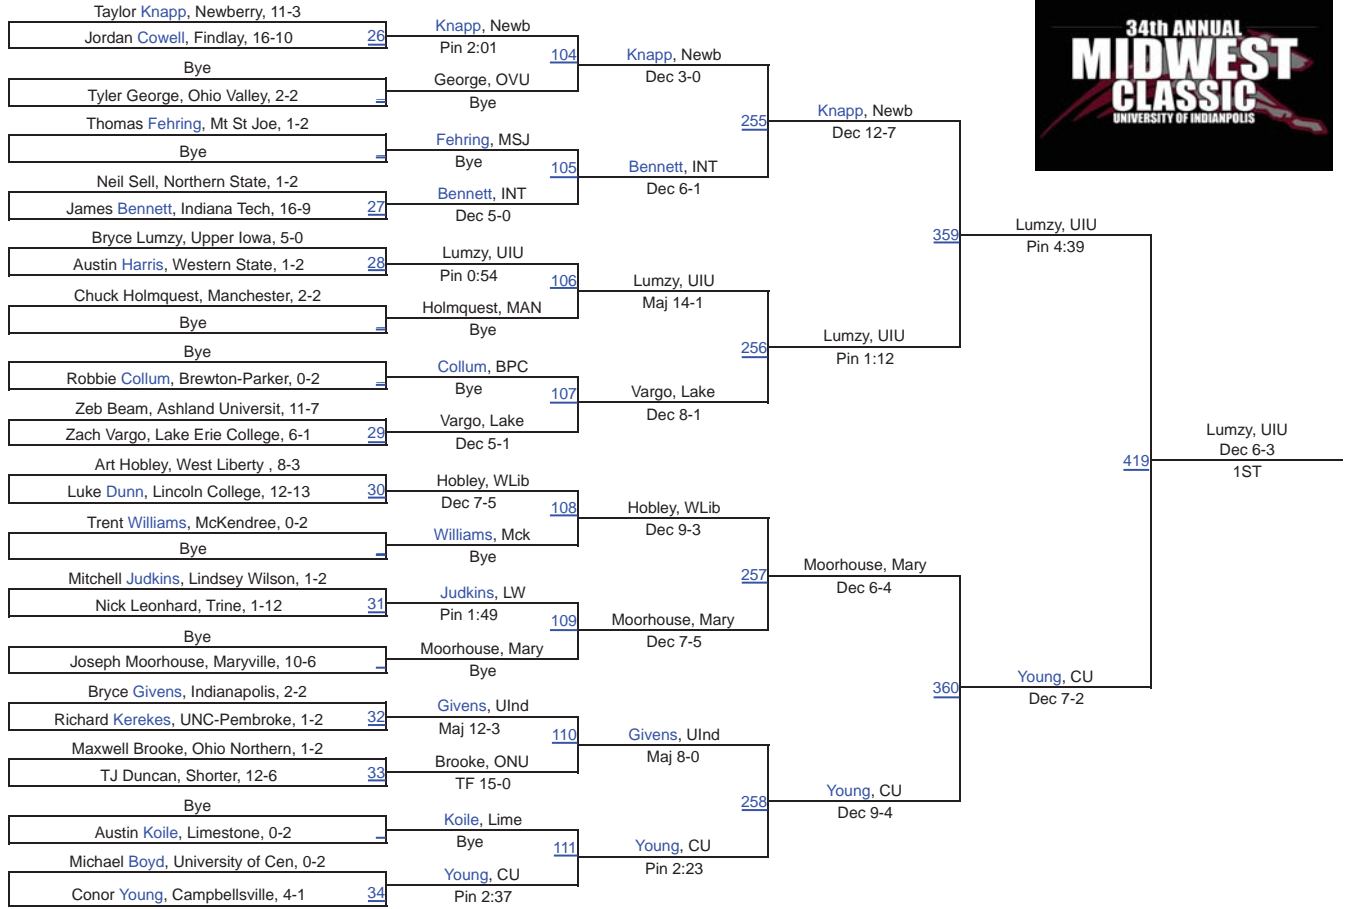 Taylor Knapp, Newberry, 11-3
Jordan Cowell, Findlay, 16-10
26
Bye
Tyler George, Ohio Valley, 2-2
Thomas Fehring, Mt St Joe, 1-2
Bye
Neil Sell, Northern State, 1-2
James Bennett, Indiana Tech, 16-9
27
Bryce Lumzy, Upper Iowa, 5-0
Austin Harris, Western State, 1-2
28
Chuck Holmquest, Manchester, 2-2
Bye
Bye
Robbie Collum, Brewton-Parker, 0-2
Zeb Beam, Ashland Universit, 11-7
Zach Vargo, Lake Erie College, 6-1
29
Art Hobley, West Liberty , 8-3
Luke Dunn, Lincoln College, 12-13
30
Trent Williams, McKendree, 0-2
Bye
Mitchell Judkins, Lindsey Wilson, 1-2
Nick Leonhard, Trine, 1-12
31
Bye
Joseph Moorhouse, Maryville, 10-6
Bryce Givens, Indianapolis, 2-2
Richard Kerekes, UNC-Pembroke, 1-2
32
Maxwell Brooke, Ohio Northern, 1-2
TJ Duncan, Shorter, 12-6
33
Bye
Austin Koile, Limestone, 0-2
Michael Boyd, University of Cen, 0-2
Conor Young, Campbellsville, 4-1
34
Knapp, Newb
Pin 2:01
104
George, OVU
Bye
Fehring, MSJ
Bye
105
Bennett, INT
Dec 5-0
Lumzy, UIU
Pin 0:54
106
Holmquest, MAN
Bye
Collum, BPC
Bye
107
Vargo, Lake
Dec 5-1
Hobley, WLib
Dec 7-5
108
Williams, Mck
Bye
Judkins, LW
Pin 1:49
109
Moorhouse, Mary
Bye
Givens, UInd
Maj 12-3
110
Brooke, ONU
TF 15-0
Koile, Lime
Bye
111
Young, CU
Pin 2:37
Knapp, Newb
Dec 3-0
255
Bennett, INT
Dec 6-1
Lumzy, UIU
Maj 14-1
256
Vargo, Lake
Dec 8-1
Hobley, WLib
Dec 9-3
257
Moorhouse, Mary
Dec 7-5
Givens, UInd
Maj 8-0
258
Young, CU
Pin 2:23
Knapp, Newb
Dec 12-7
359
Lumzy, UIU
Pin 1:12
Moorhouse, Mary
Dec 6-4
360
Young, CU
Dec 9-4
Lumzy, UIU
Pin 4:39
419
Young, CU
Dec 7-2
Lumzy, UIU
Dec 6-3
1ST
34th ANNUAL
MIDWEST
CLASSIC
UNIVERSITY OF INDIANPOLIS